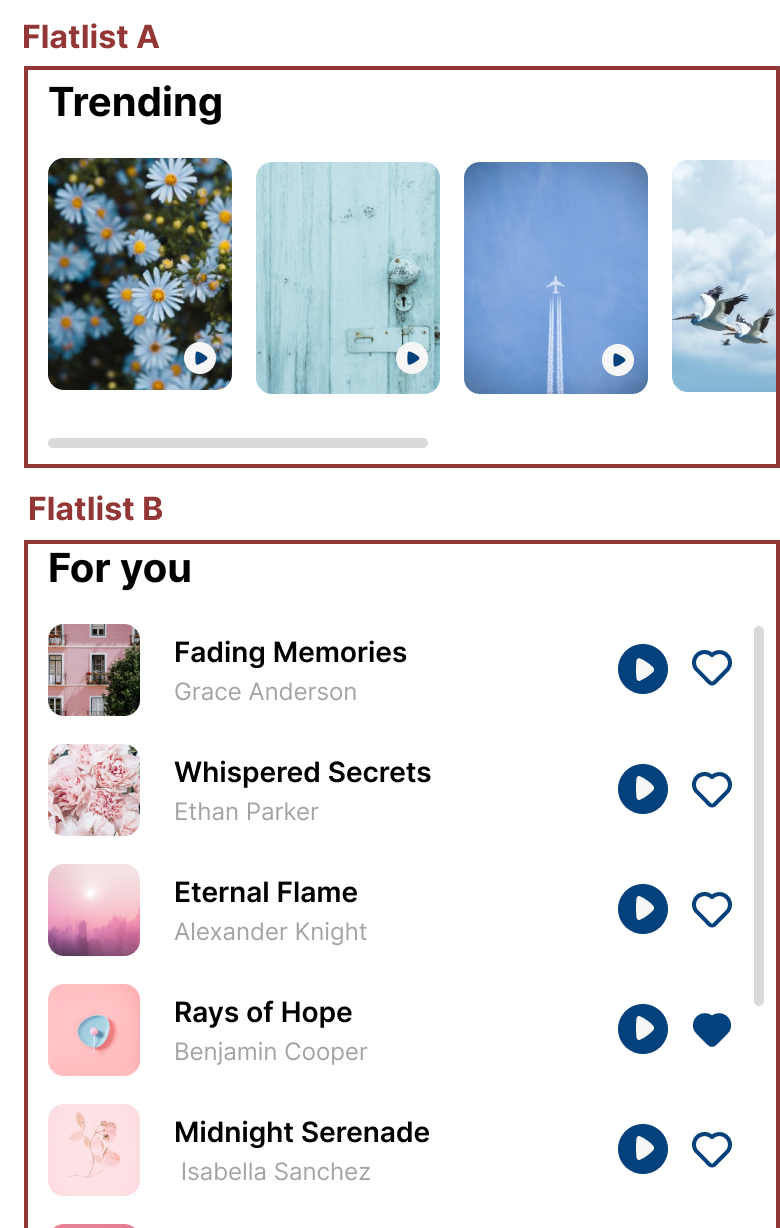 Flatlist A
Trending
Flatlist B
For you
Fading Memories
Grace Anderson
Whispered Secrets
Ethan Parker
Eternal Flame
Alexander Knight
Rays of Hope
Benjamin Cooper
Midnight Serenade
Isabella Sanchez